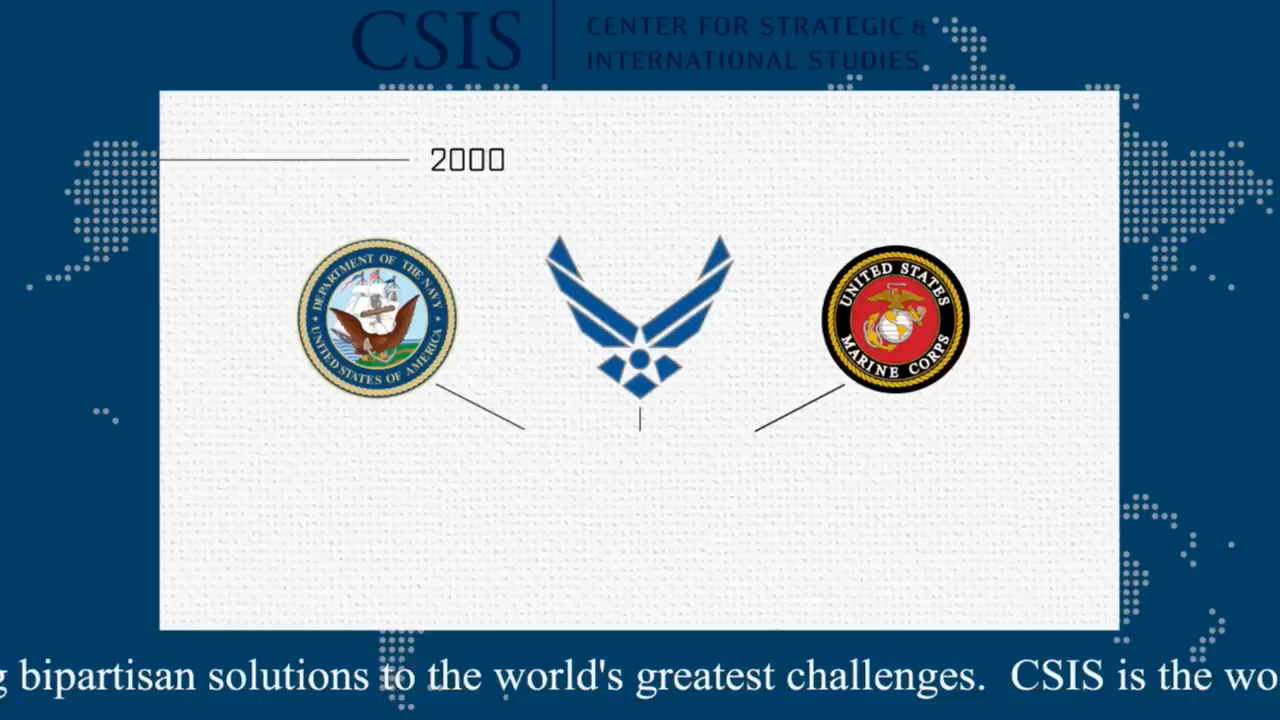 CSIS
CENTER FOR STRATEGIC &
INTERNATIONAL STUDIES
2000
DEPARTMENT OF THE NAVY
UNITED STATES OF AMERICA
UNITED STATES
MARINE CORPS
bipartisan solutions to the world's greatest challenges. CSIS is the